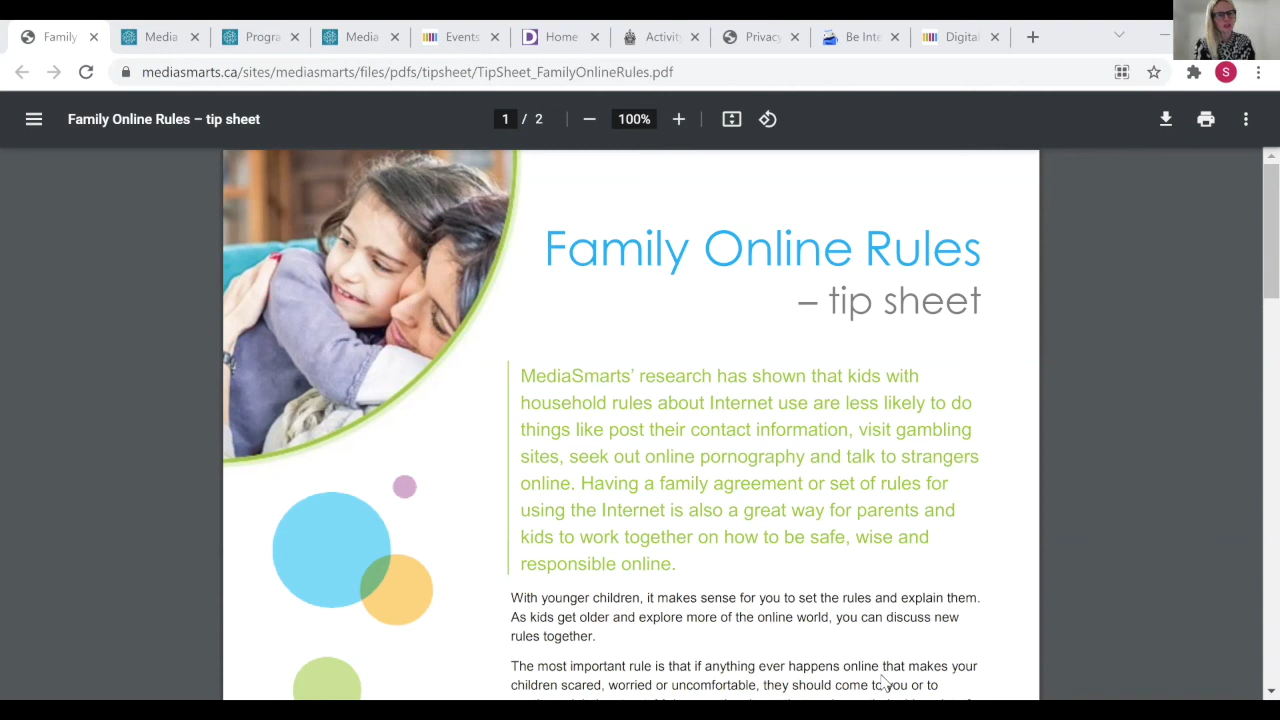 Family
Media
Progra
Media
Events
Home
Activity
Privacy
Be Inte
Digital
mediasmarts.ca/sites/mediasmarts/files/pdfs/tipsheet/TipSheet_FamilyOnlineRules.pdf
S
Family Online Rules – tip sheet
1 / 2
100%
Family Online Rules
– tip sheet
MediaSmarts’ research has shown that kids with
household rules about Internet use are less likely to do
things like post their contact information, visit gambling
sites, seek out online pornography and talk to strangers
online. Having a family agreement or set of rules for
using the Internet is also a great way for parents and
kids to work together on how to be safe, wise and
responsible online.
With younger children, it makes sense for you to set the rules and explain them.
As kids get older and explore more of the online world, you can discuss new
rules together.
The most important rule is that if anything ever happens online that makes your
children scared, worried or uncomfortable, they should come to you or to